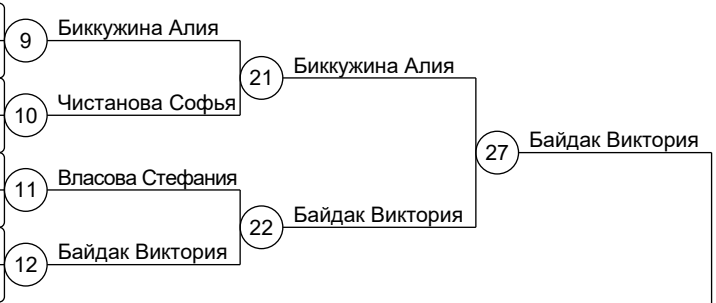 9 Биккужина Алия
21 Биккужина Алия
10 Чистанова Софья
27 Байдак Виктория
11 Власова Стефания
22 Байдак Виктория
12 Байдак Виктория